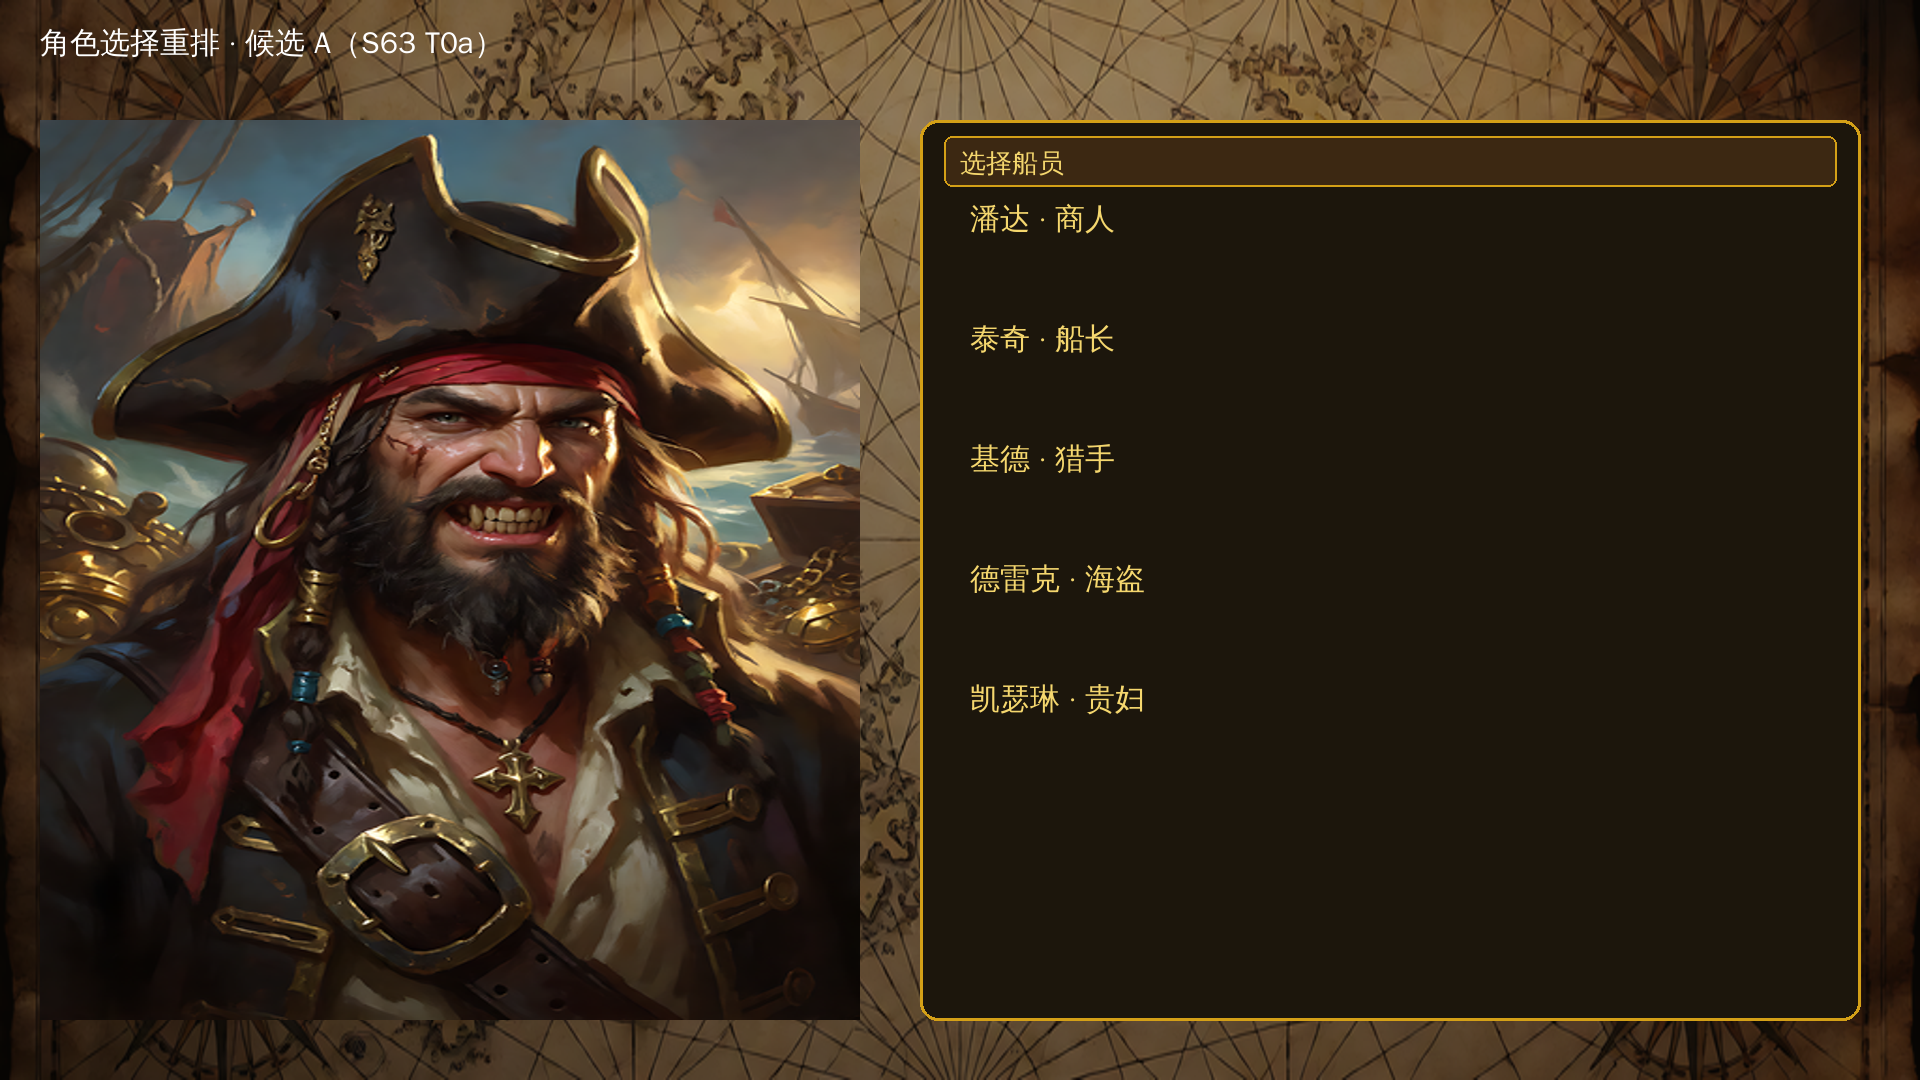 角色选择重排 · 候选 A（S63 T0a）
选择船员
潘达 · 商人
泰奇 · 船长
基德 · 猎手
德雷克 · 海盗
凯瑟琳 · 贵妇